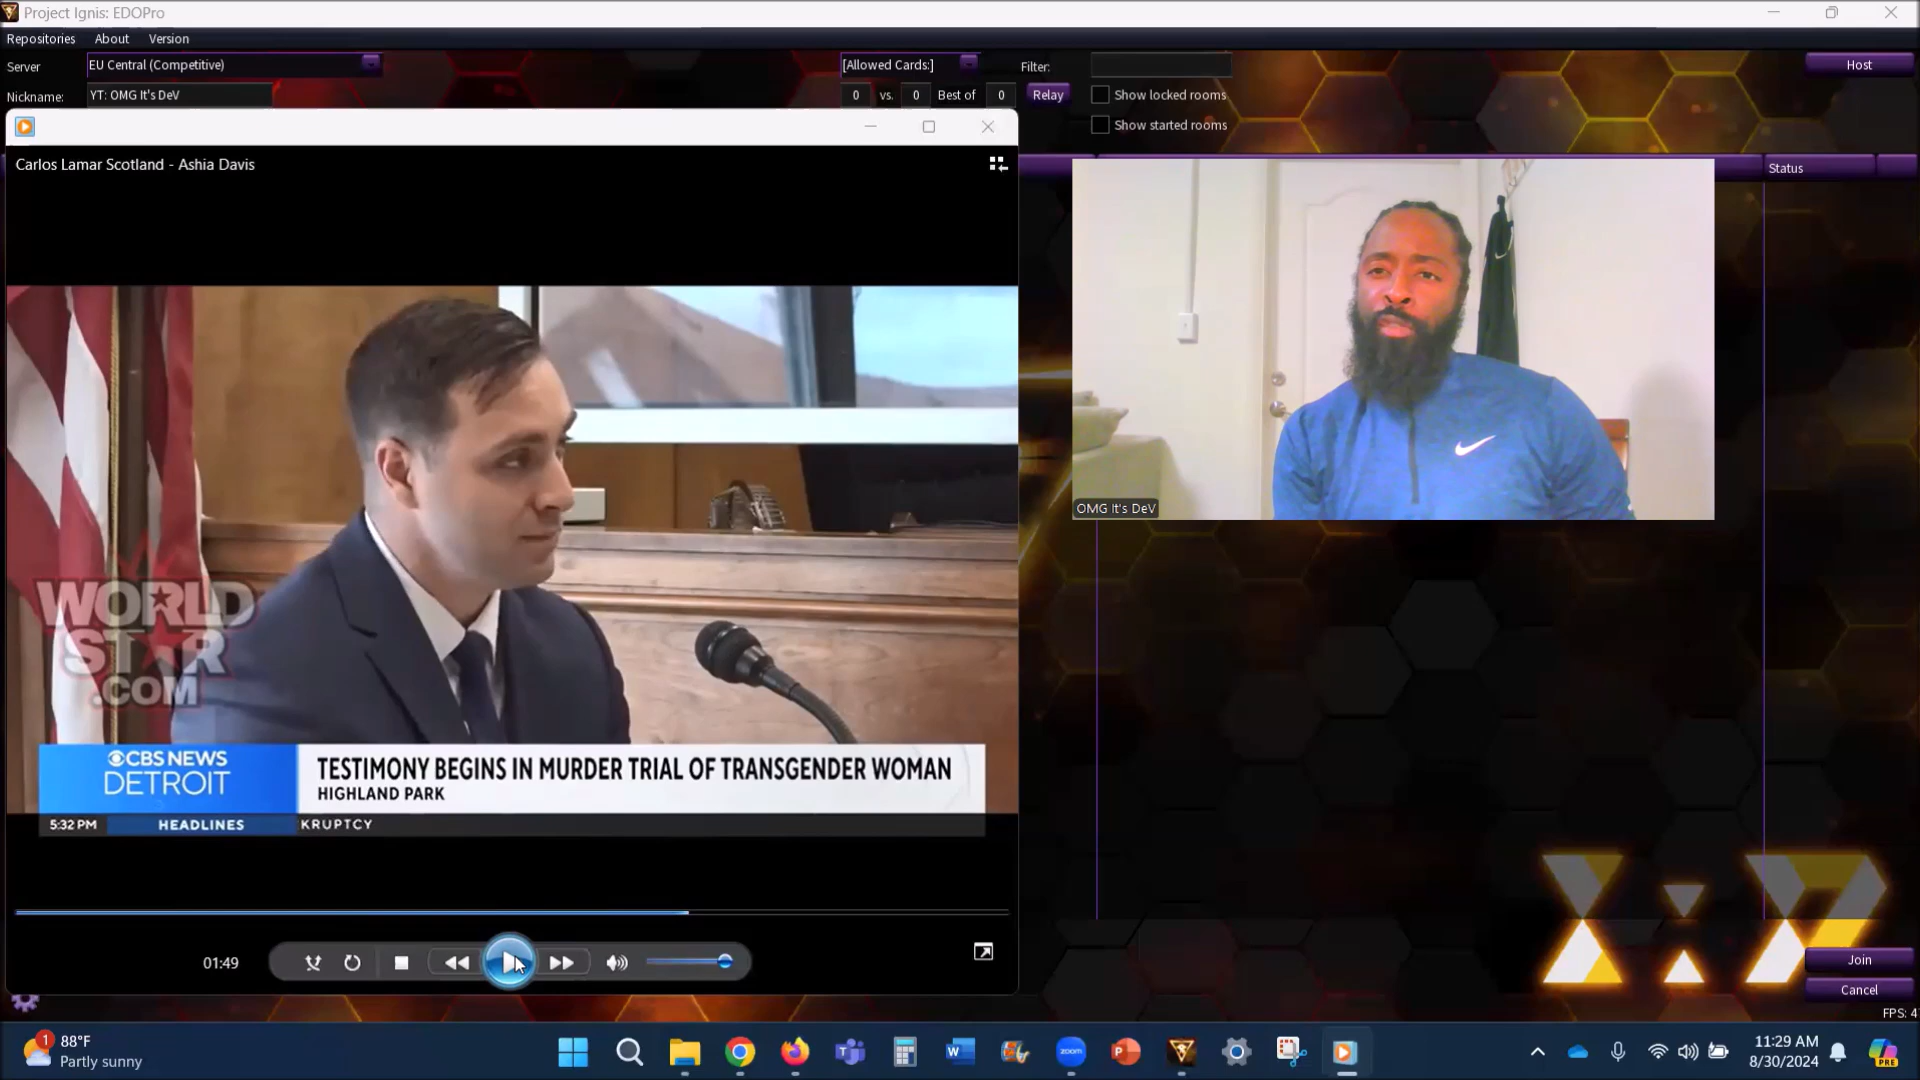 Project Ignis: EDOPro
Repositories About Version
Server EU Central (Competitive) [Allowed Cards:] Filter: Host
Nickname: YT: OMG It's DeV 0 vs. 0 Best of 0 Relay Show locked rooms
Show started rooms
Carlos Lamar Scotland - Ashia Davis
Status
OMG It's DeV
WORLD
STAR
.COM
CBS NEWS
DETROIT
TESTIMONY BEGINS IN MURDER TRIAL OF TRANSGENDER WOMAN
HIGHLAND PARK
5:32 PM HEADLINES KRUPTCY
01:49
Join
Cancel
FPS: 4
1
88°F
Partly sunny
zoom
11:29 AM
8/30/2024
PRE